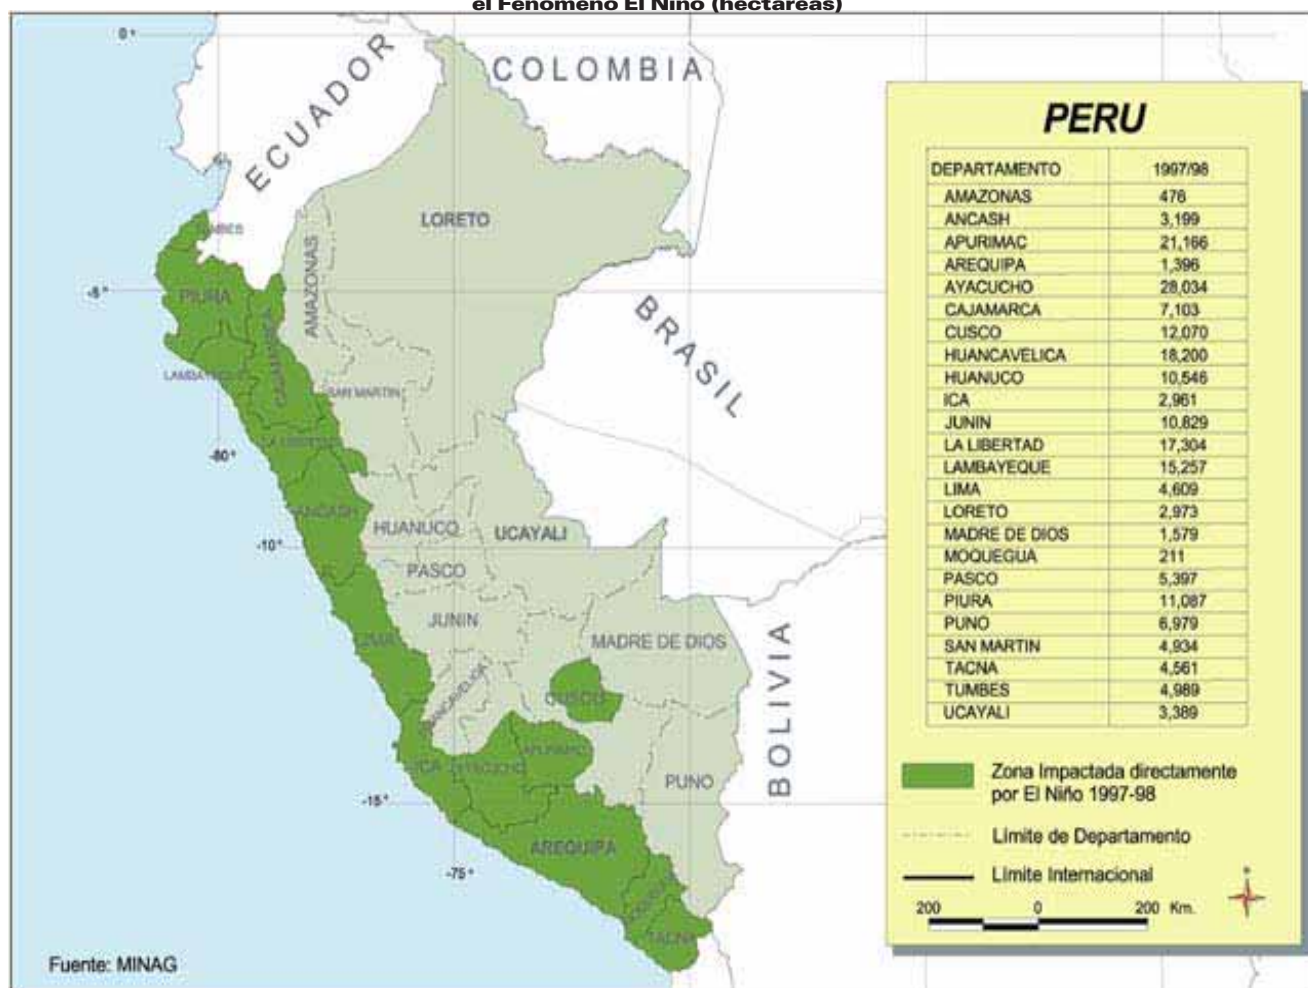 el Fenómeno El Niño (hectáreas)
0°
COLOMBIA
ECUADOR
PERU
DEPARTAMENTO 1997/98
AMAZONAS 476
ANCASH 3,199
APURIMAC 21,166
AREQUIPA 1,396
AYACUCHO 28,034
CAJAMARCA 7,103
CUSCO 12,070
HUANCAVELICA 18,200
HUANUCO 10,546
ICA 2,961
JUNIN 10,829
LA LIBERTAD 17,304
LAMBAYEQUE 15,257
LIMA 4,609
LORETO 2,973
MADRE DE DIOS 1,579
MOQUEGUA 211
PASCO 5,397
PIURA 11,087
PUNO 6,979
SAN MARTIN 4,934
TACNA 4,561
TUMBES 4,989
UCAYALI 3,389
Zona Impactada directamente
por El Niño 1997-98
Límite de Departamento
Límite Internacional
200 0 200 Km.
TUMBES
LORETO
AMAZONAS
-5°
PIURA
BRASIL
CAJAMARCA
LAMBAYEQUE
SAN MARTIN
LA LIBERTAD
-80°
ANCASH
HUANUCO
UCAYALI
-10°
PASCO
JUNIN
LIMA
MADRE DE DIOS
BOLIVIA
HUANCAVELICA
CUSCO
APURIMAC
ICA
AYACUCHO
PUNO
-15°
AREQUIPA
-75°
MOQUEGUA
TACNA
Fuente: MINAG